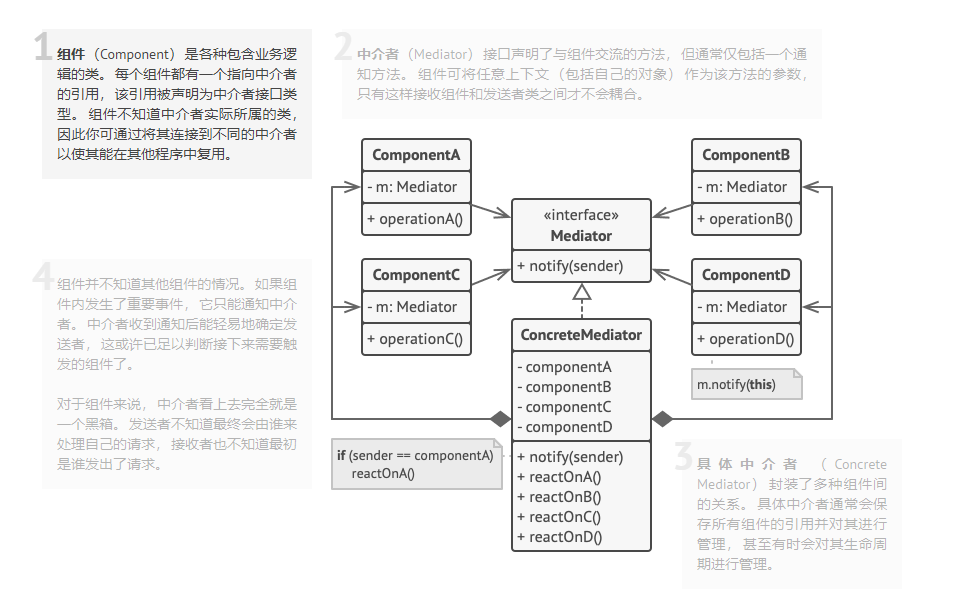 1
组件（Component）是各种包含业务逻
辑的类。每个组件都有一个指向中介者
的引用，该引用被声明为中介者接口类
型。组件不知道中介者实际所属的类，
因此你可通过将其连接到不同的中介者
以使其能在其他程序中复用。
2
中介者（Mediator）接口声明了与组件交流的方法，但通常仅包括一个通
知方法。组件可将任意上下文（包括自己的对象）作为该方法的参数，
只有这样接收组件和发送者类之间才不会耦合。
ComponentA
- m: Mediator
+ operationA()
ComponentB
- m: Mediator
+ operationB()
«interface»
Mediator
+ notify(sender)
ComponentC
- m: Mediator
+ operationC()
ComponentD
- m: Mediator
+ operationD()
m.notify(this)
ConcreteMediator
- componentA
- componentB
- componentC
- componentD
+ notify(sender)
+ reactOnA()
+ reactOnB()
+ reactOnC()
+ reactOnD()
if (sender == componentA)
reactOnA()
4
组件并不知道其他组件的情况。如果组
件内发生了重要事件，它只能通知中介
者。中介者收到通知后能轻易地确定发
送者，这或许已足以判断接下来需要触
发的组件了。
对于组件来说，中介者看上去完全就是
一个黑箱。发送者不知道最终会由谁来
处理自己的请求，接收者也不知道最初
是谁发出了请求。
3
具体中介者（Concrete
Mediator）封装了多种组件间
的关系。具体中介者通常会保
存所有组件的引用并对其进行
管理，甚至有时会对其生命周
期进行管理。